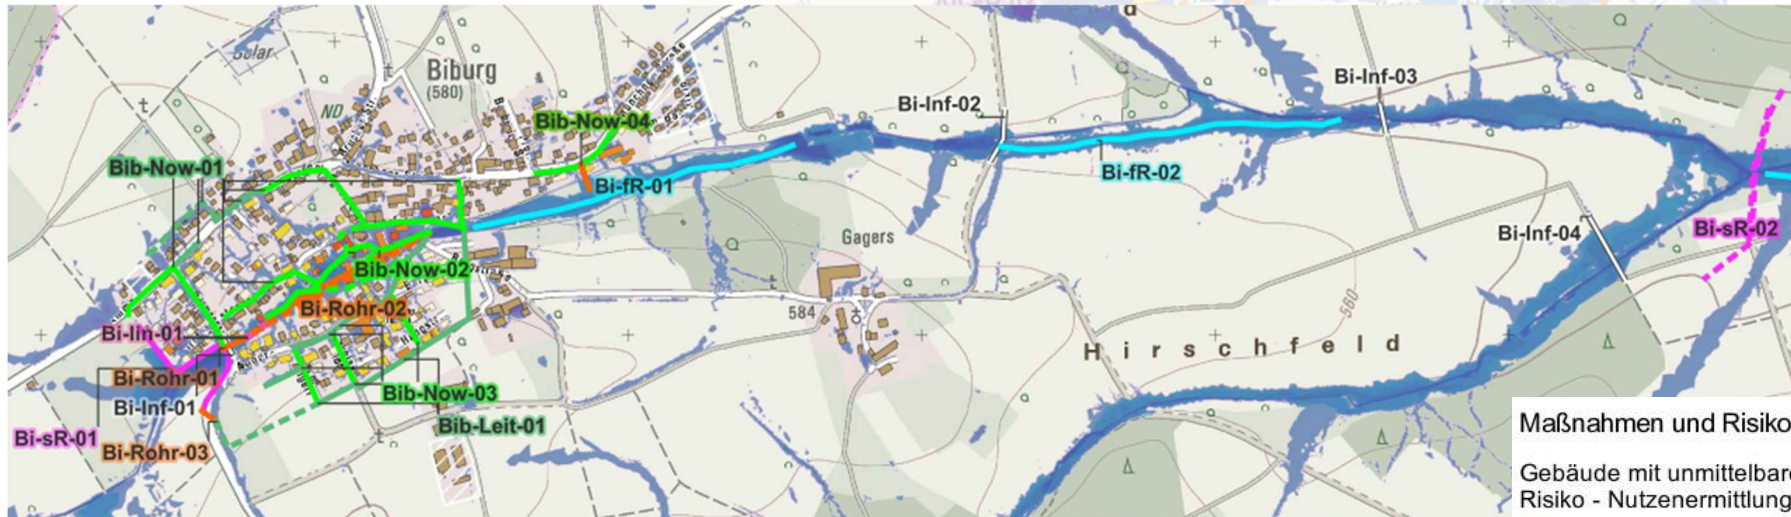 Solar
Biburg
(580)
ND
Bi-Inf-03
Bi-Inf-02
Bib-Now-04
Bib-Now-01
Bi-fR-01
Bi-fR-02
Gagers
Bi-Inf-04
Bi-sR-02
Bib-Now-02
Bi-Rohr-02
584
580
Bi-lin-01
Hirschfeld
Bi-Rohr-01
Bib-Now-03
Bi-Inf-01
Bib-Leit-01
Bi-sR-01
Bi-Rohr-03
Maßnahmen und Risiko
Gebäude mit unmittelbare
Risiko - Nutzenermittlung